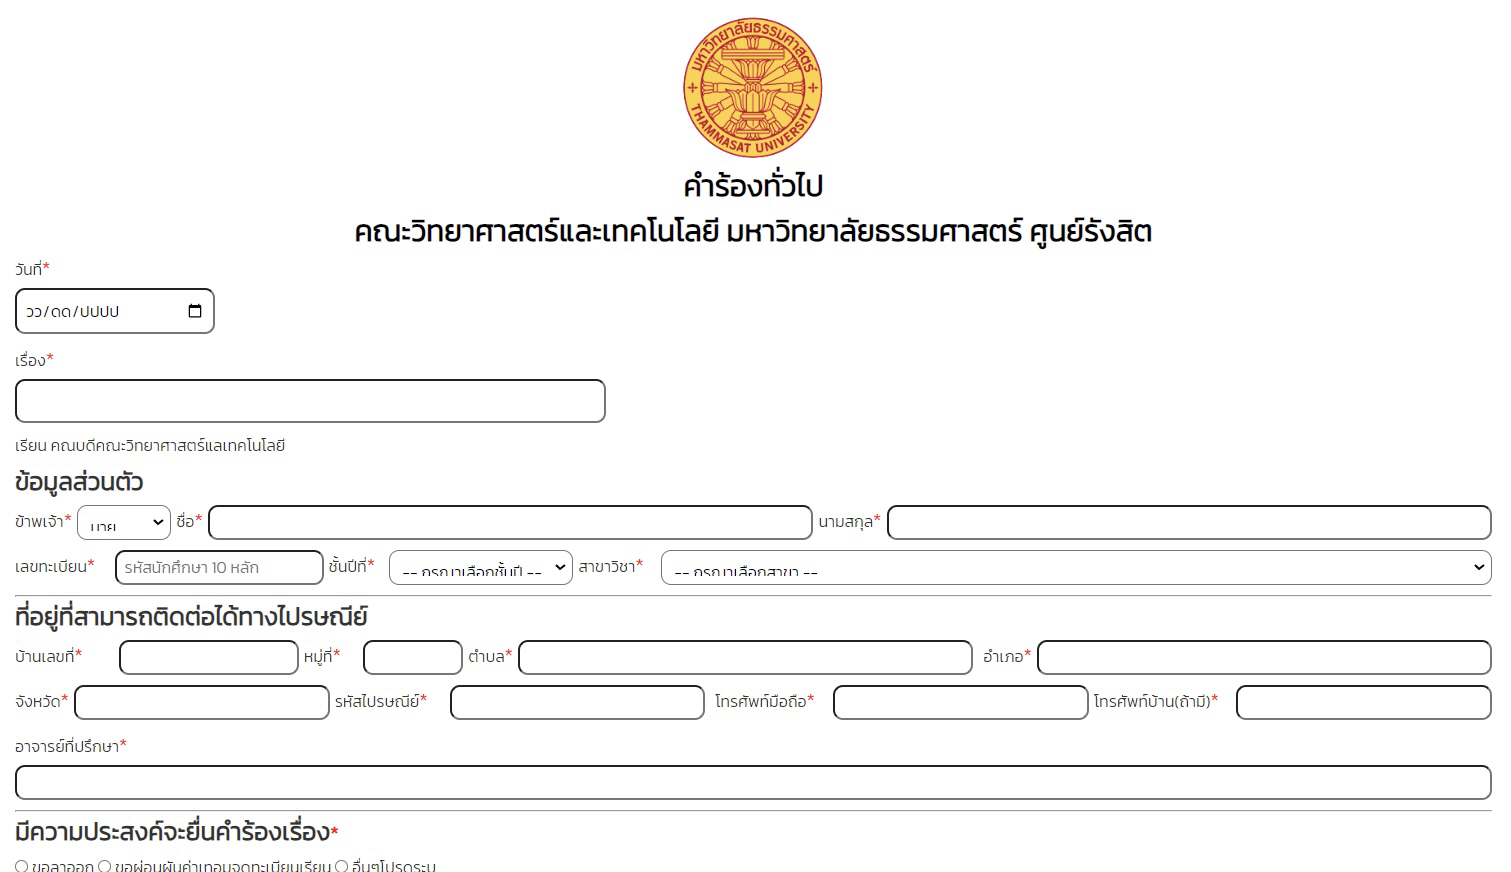 มหาวิทยาลัยธรรมศาสตร์
THAMMASAT UNIVERSITY
คำร้องทั่วไป
คณะวิทยาศาสตร์และเทคโนโลยี มหาวิทยาลัยธรรมศาสตร์ ศูนย์รังสิต
วันที่*
วว/ดด/ปปปป
เรื่อง*
เรียน คณบดีคณะวิทยาศาสตร์แลเทคโนโลยี
ข้อมูลส่วนตัว
ข้าพเจ้า* นาย ชื่อ* นามสกุล*
เลขทะเบียน* รหัสนักศึกษา 10 หลัก ชั้นปีที่* -- กรุณาเลือกชั้นปี -- สาขาวิชา* -- กรุณาเลือกสาขา --
ที่อยู่ที่สามารถติดต่อได้ทางไปรษณีย์
บ้านเลขที่* หมู่ที่* ตำบล* อำเภอ*
จังหวัด* รหัสไปรษณีย์* โทรศัพท์มือถือ* โทรศัพท์บ้าน(ถ้ามี)*
อาจารย์ที่ปรึกษา*
มีความประสงค์จะยื่นคำร้องเรื่อง*
ขอลาออก ขอผ่อนผันค่าเทอมจดทะเบียนเรียน อื่นๆโปรดระบุ